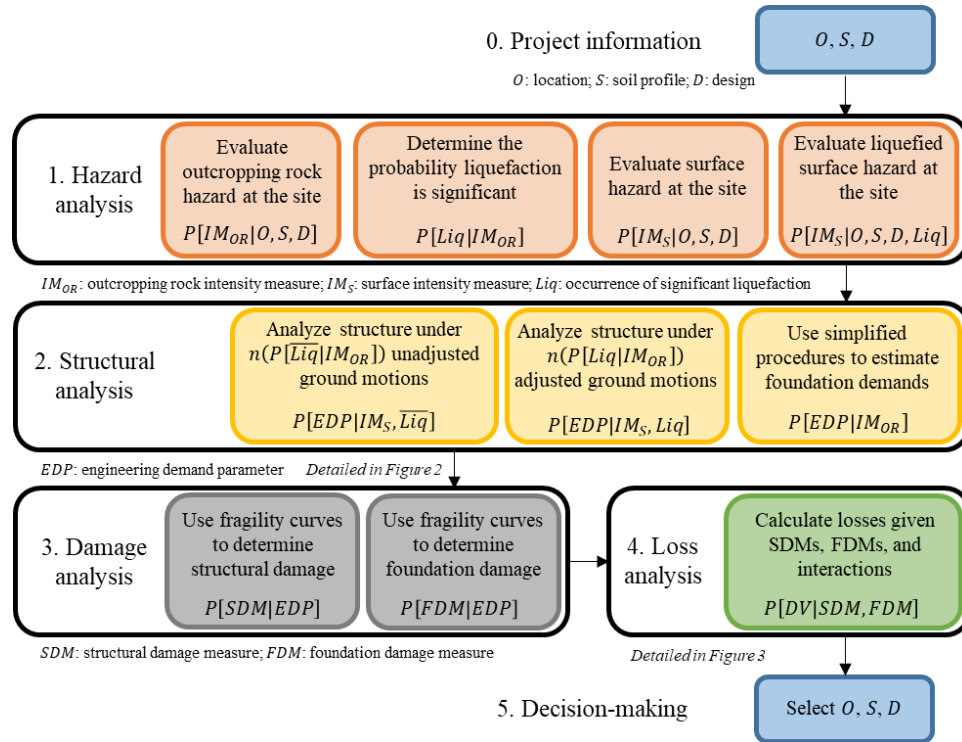 0. Project information
O, S, D
O: location; S: soil profile; D: design
1. Hazard
analysis
Evaluate
outcropping rock
hazard at the site
P[IM_OR|O, S, D]
Determine the
probability liquefaction
is significant
P[Liq|IM_OR]
Evaluate surface
hazard at the site
P[IM_S|O, S, D]
Evaluate liquefied
surface hazard at
the site
P[IM_S|O, S, D, Liq]
IM_OR: outcropping rock intensity measure; IM_S: surface intensity measure; Liq: occurrence of significant liquefaction
2. Structural
analysis
Analyze structure under
n(P[L̅i̅q̅|IM_OR]) unadjusted
ground motions
P[EDP|IM_S, L̅i̅q̅]
Analyze structure under
n(P[Liq|IM_OR])
adjusted ground motions
P[EDP|IM_S, Liq]
Use simplified
procedures to estimate
foundation demands
P[EDP|IM_OR]
EDP: engineering demand parameter
Detailed in Figure 2
3. Damage
analysis
Use fragility curves
to determine
structural damage
P[SDM|EDP]
Use fragility curves
to determine
foundation damage
P[FDM|EDP]
4. Loss
analysis
Calculate losses given
SDMs, FDMs, and
interactions
P[DV|SDM, FDM]
SDM: structural damage measure; FDM: foundation damage measure
Detailed in Figure 3
5. Decision-making
Select O, S, D